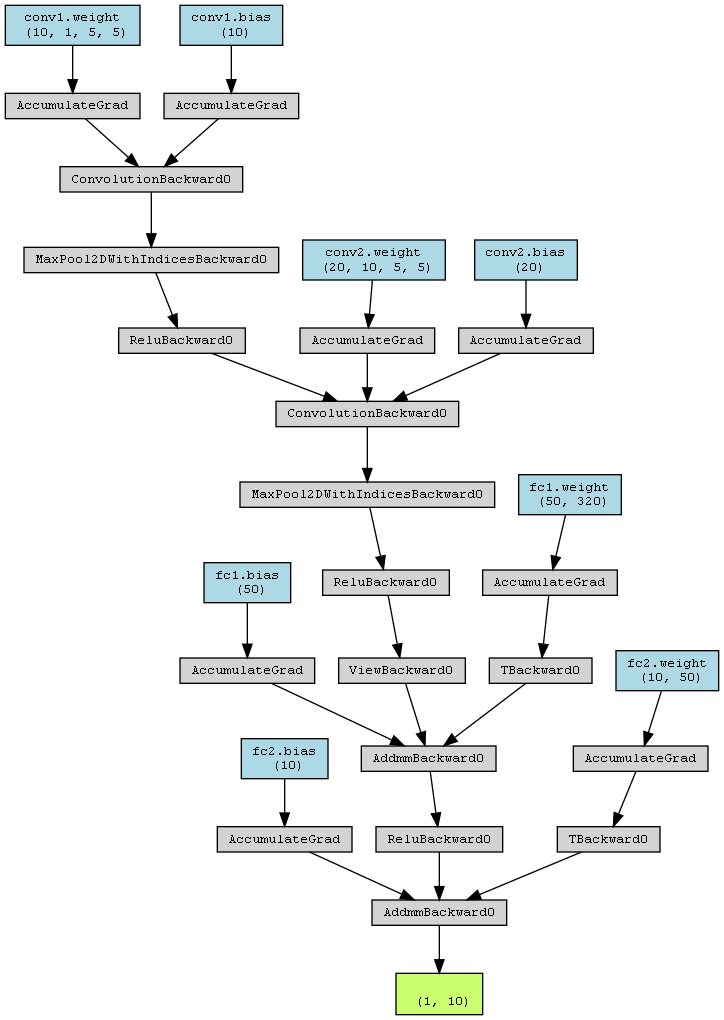 conv1.weight
(10, 1, 5, 5)
conv1.bias
(10)
AccumulateGrad
AccumulateGrad
ConvolutionBackward0
MaxPool2DWithIndicesBackward0
conv2.weight
(20, 10, 5, 5)
conv2.bias
(20)
ReluBackward0
AccumulateGrad
AccumulateGrad
ConvolutionBackward0
MaxPool2DWithIndicesBackward0
fc1.weight
(50, 320)
fc1.bias
(50)
ReluBackward0
AccumulateGrad
AccumulateGrad
ViewBackward0
TBackward0
fc2.weight
(10, 50)
fc2.bias
(10)
AddmmBackward0
AccumulateGrad
AccumulateGrad
ReluBackward0
TBackward0
AddmmBackward0
(1, 10)